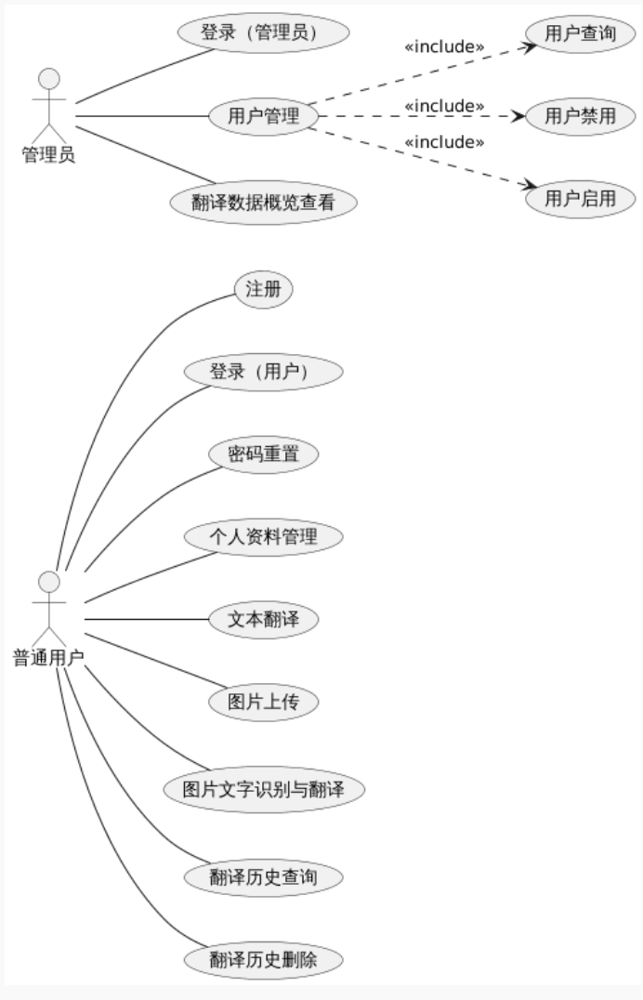 登录（管理员）
用户查询
«include»
用户管理
«include»
用户禁用
«include»
管理员
翻译数据概览查看
用户启用
注册
登录（用户）
密码重置
个人资料管理
文本翻译
普通用户
图片上传
图片文字识别与翻译
翻译历史查询
翻译历史删除